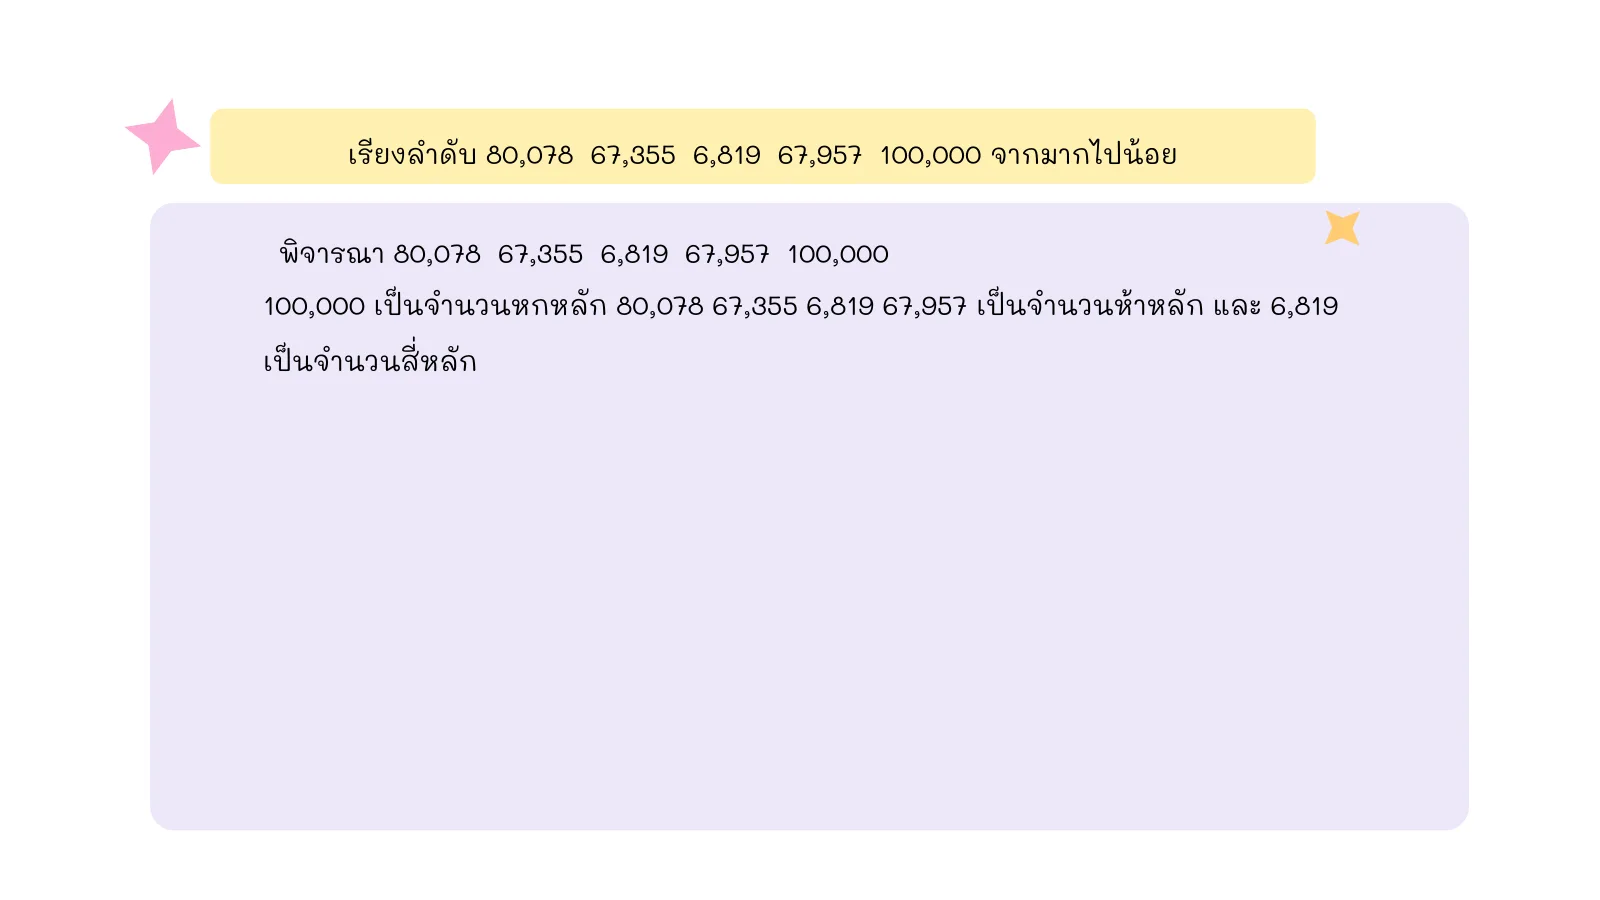 เรียงลำดับ 80,078 67,355 6,819 67,957 100,000 จากมากไปน้อย
พิจารณา 80,078 67,355 6,819 67,957 100,000
100,000 เป็นจำนวนหกหลัก 80,078 67,355 6,819 67,957 เป็นจำนวนห้าหลัก และ 6,819
เป็นจำนวนสี่หลัก